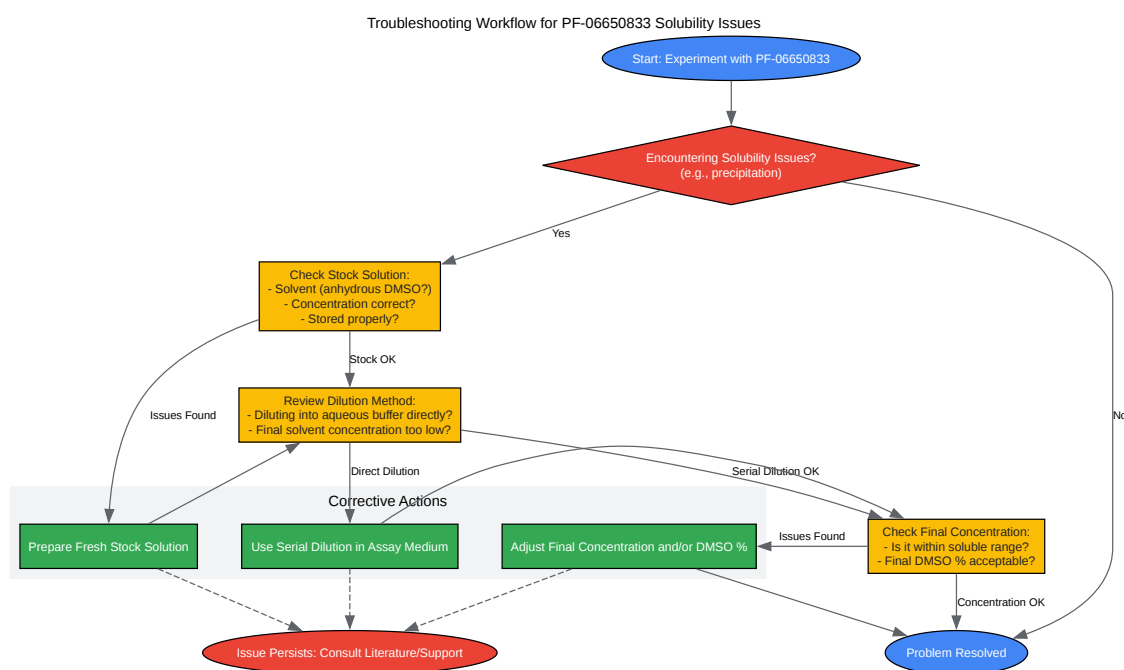 Troubleshooting Workflow for PF-06650833 Solubility Issues
Start: Experiment with PF-06650833
Encountering Solubility Issues?
(e.g., precipitation)
Yes
Check Stock Solution:
- Solvent (anhydrous DMSO?)
- Concentration correct?
- Stored properly?
Stock OK
Review Dilution Method:
- Diluting into aqueous buffer directly?
- Final solvent concentration too low?
Issues Found
No
Direct Dilution
Serial Dilution OK
Corrective Actions
Prepare Fresh Stock Solution
Use Serial Dilution in Assay Medium
Adjust Final Concentration and/or DMSO %
Issues Found
Check Final Concentration:
- Is it within soluble range?
- Final DMSO % acceptable?
Concentration OK
Issue Persists: Consult Literature/Support
Problem Resolved